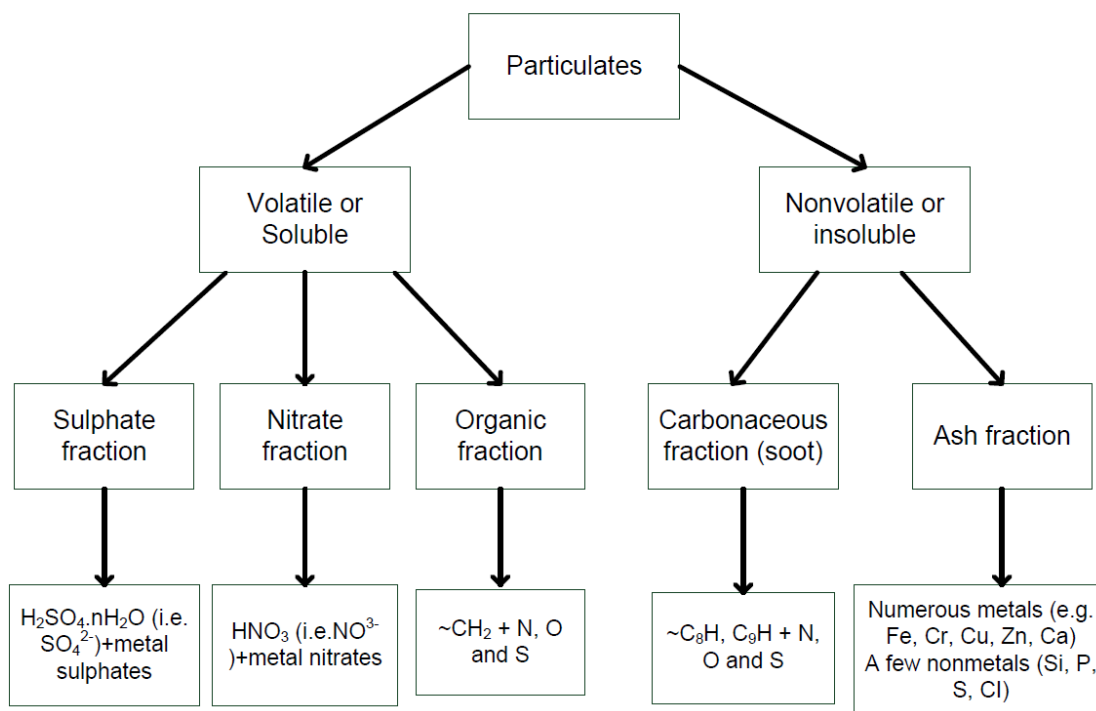 Particulates
Volatile or
Soluble
Nonvolatile or
insoluble
Sulphate
fraction
Nitrate
fraction
Organic
fraction
Carbonaceous
fraction (soot)
Ash fraction
H₂SO₄.nH₂O (i.e.
SO₄²⁻)+metal
sulphates
HNO₃ (i.e.NO³⁻
)+metal nitrates
~CH₂ + N, O
and S
~C₈H, C₉H + N,
O and S
Numerous metals (e.g.
Fe, Cr, Cu, Zn, Ca)
A few nonmetals (Si, P,
S, Cl)